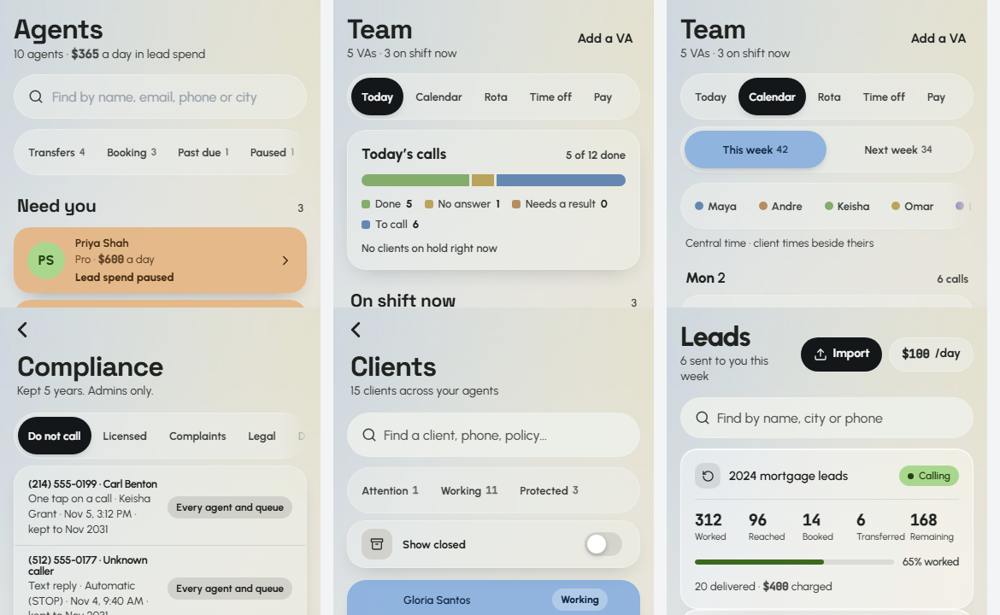 Agents
10 agents · $365 a day in lead spend
Find by name, email, phone or city
Transfers 4 Booking 3 Past due 1 Paused 1
Need you 3
Priya Shah
PS
Pro · $600 a day
Lead spend paused
Team
5 VAs · 3 on shift now
Add a VA
Today Calendar Rota Time off Pay
Today's calls 5 of 12 done
Done 5 No answer 1 Needs a result 0
To call 6
No clients on hold right now
On shift now 3
Team
5 VAs · 3 on shift now
Add a VA
Today Calendar Rota Time off Pay
This week 42 Next week 34
Maya Andre Keisha Omar
Central time · client times beside theirs
Mon 2 6 calls
Compliance
Kept 5 years. Admins only.
Do not call Licensed Complaints Legal D
(214) 555-0199 · Carl Benton
One tap on a call · Keisha
Grant · Nov 5, 3:12 PM ·
kept to Nov 2031
Every agent and queue
(512) 555-0177 · Unknown
caller
Text reply · Automatic
(STOP) · Nov 4, 9:40 AM ·
kept to Nov 2031
Every agent and queue
Clients
15 clients across your agents
Find a client, phone, policy...
Attention 1 Working 11 Protected 3
Show closed
Gloria Santos Working
Leads
6 sent to you this
week
Import $100 /day
Find by name, city or phone
2024 mortgage leads Calling
312 96 14 6 168
Worked Reached Booked Transferred Remaining
65% worked
20 delivered · $400 charged